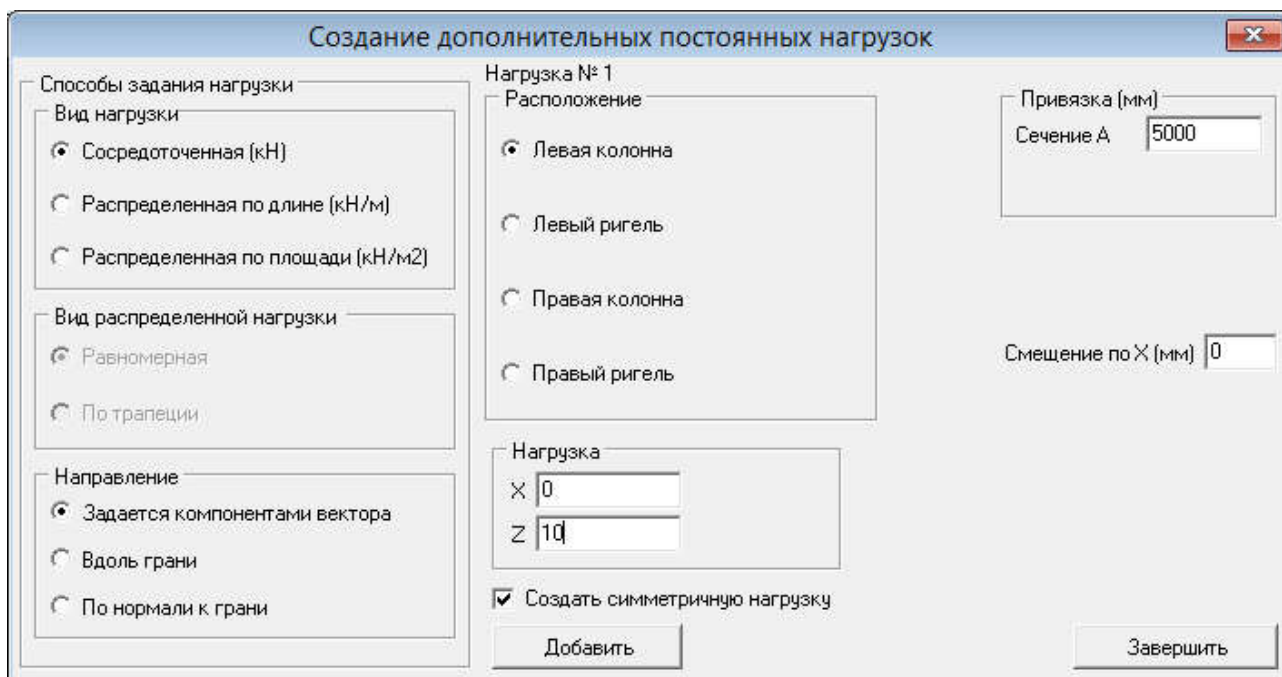 Создание дополнительных постоянных нагрузок
Способы задания нагрузки
Вид нагрузки
Сосредоточенная (кН)
Распределенная по длине (кН/м)
Распределенная по площади (кН/м2)
Вид распределенной нагрузки
Равномерная
По трапеции
Направление
Задается компонентами вектора
Вдоль грани
По нормали к грани
Нагрузка № 1
Расположение
Левая колонна
Левый ригель
Правая колонна
Правый ригель
Нагрузка
X 0
Z 10
Создать симметричную нагрузку
Добавить
Привязка (мм)
Сечение А 5000
Смещение по X (мм) 0
Завершить